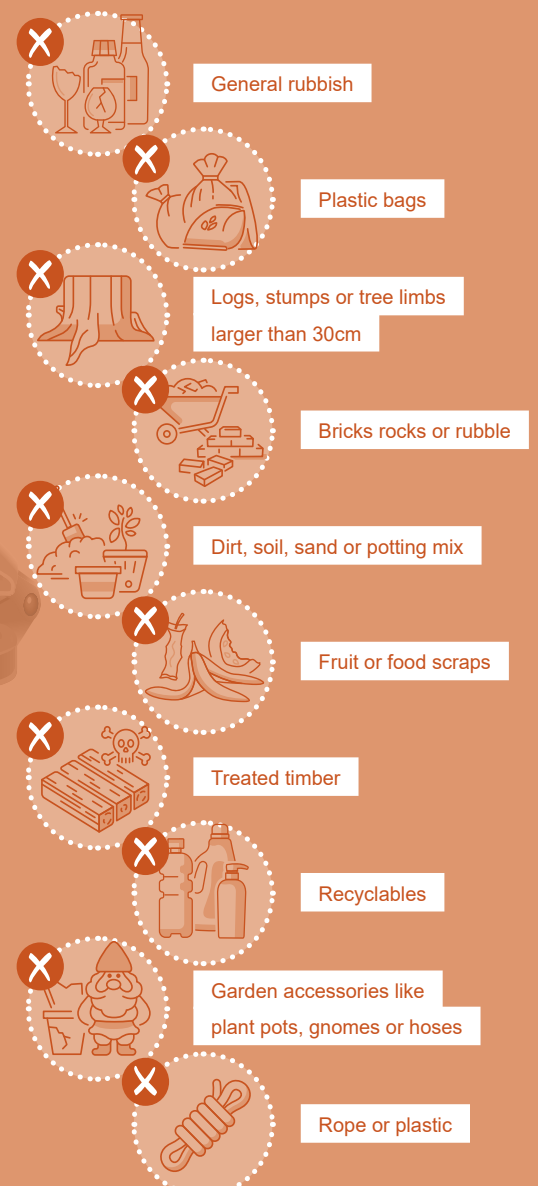 General rubbish
Plastic bags
Logs, stumps or tree limbs
larger than 30cm
Bricks rocks or rubble
Dirt, soil, sand or potting mix
Fruit or food scraps
Treated timber
Recyclables
Garden accessories like
plant pots, gnomes or hoses
Rope or plastic